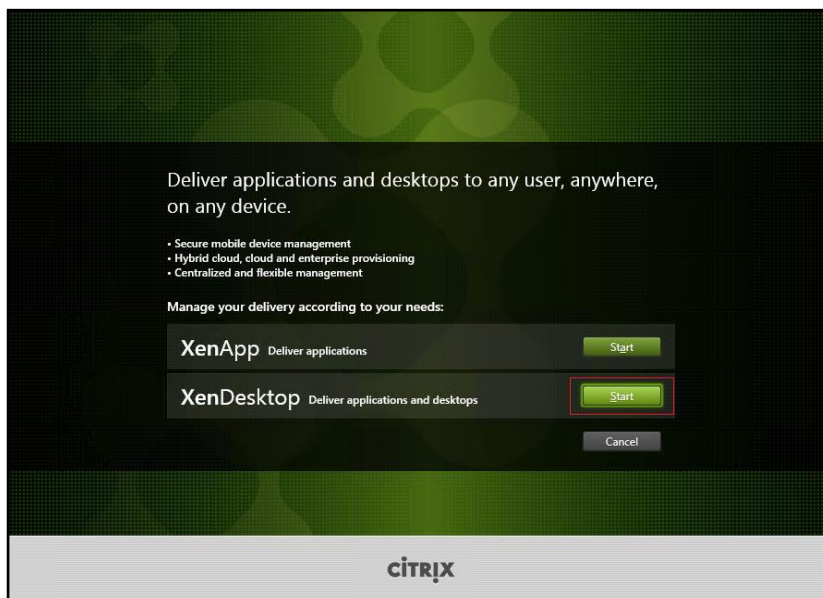 Deliver applications and desktops to any user, anywhere,
on any device.
• Secure mobile device management
• Hybrid cloud, cloud and enterprise provisioning
• Centralized and flexible management
Manage your delivery according to your needs:
XenApp Deliver applications Start
XenDesktop Deliver applications and desktops Start
Cancel
CITRIX